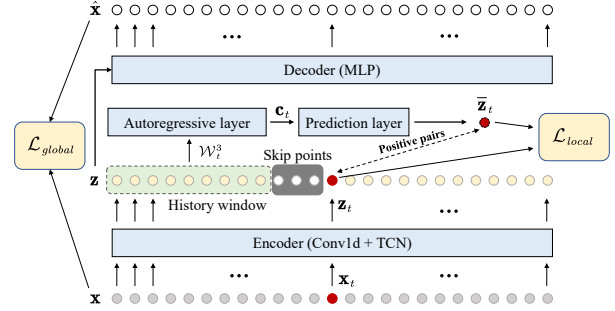 x̂
...
...
Decoder (MLP)
Autoregressive layer
c_t
Prediction layer
z̄_t
Positive pairs
ℒ_global
ℒ_local
𝒲_t^3
Skip points
z
History window
z_t
...
Encoder (Conv1d + TCN)
...
x_t
...
x